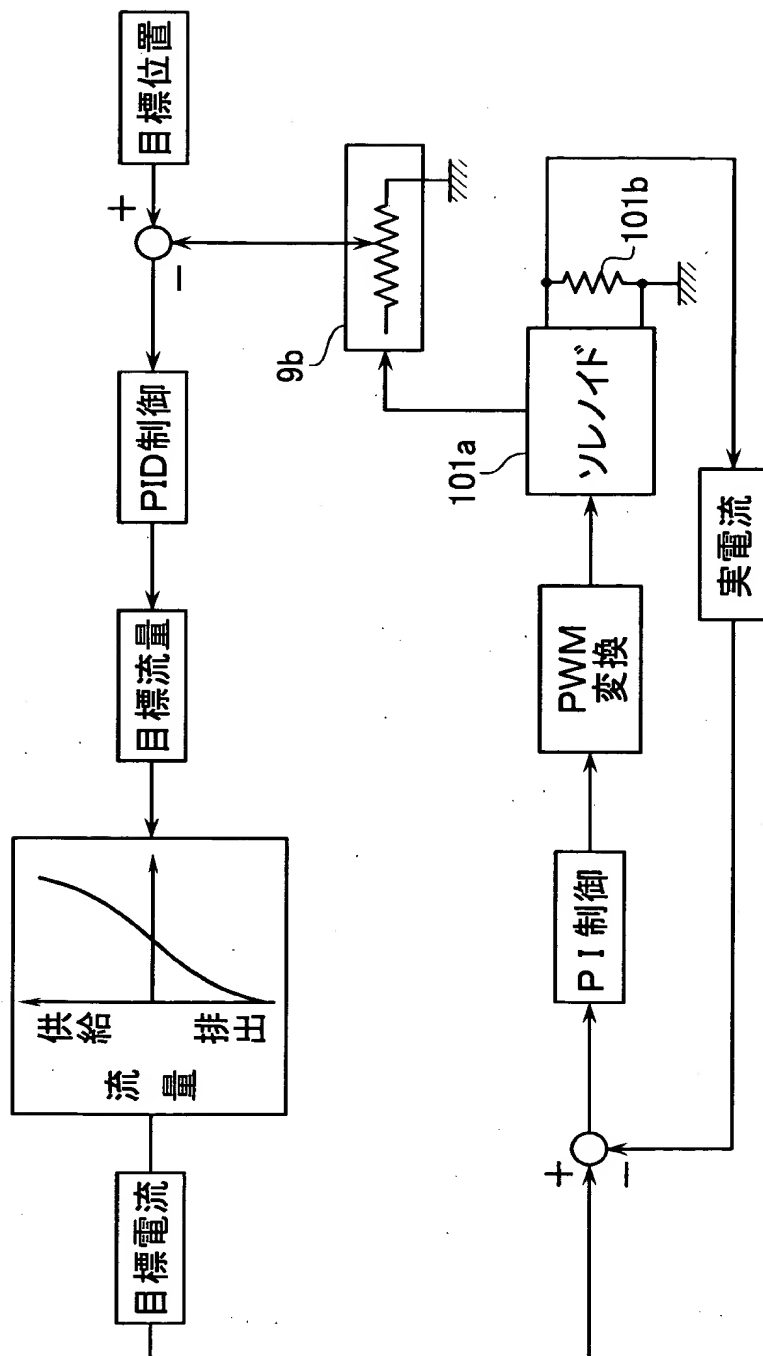 目標位置
+
−
PID制御
目標流量
供給
排出
流量
目標電流
9b
+
−
PI制御
PWM
変換
ソレノイド
101a
101b
実電流